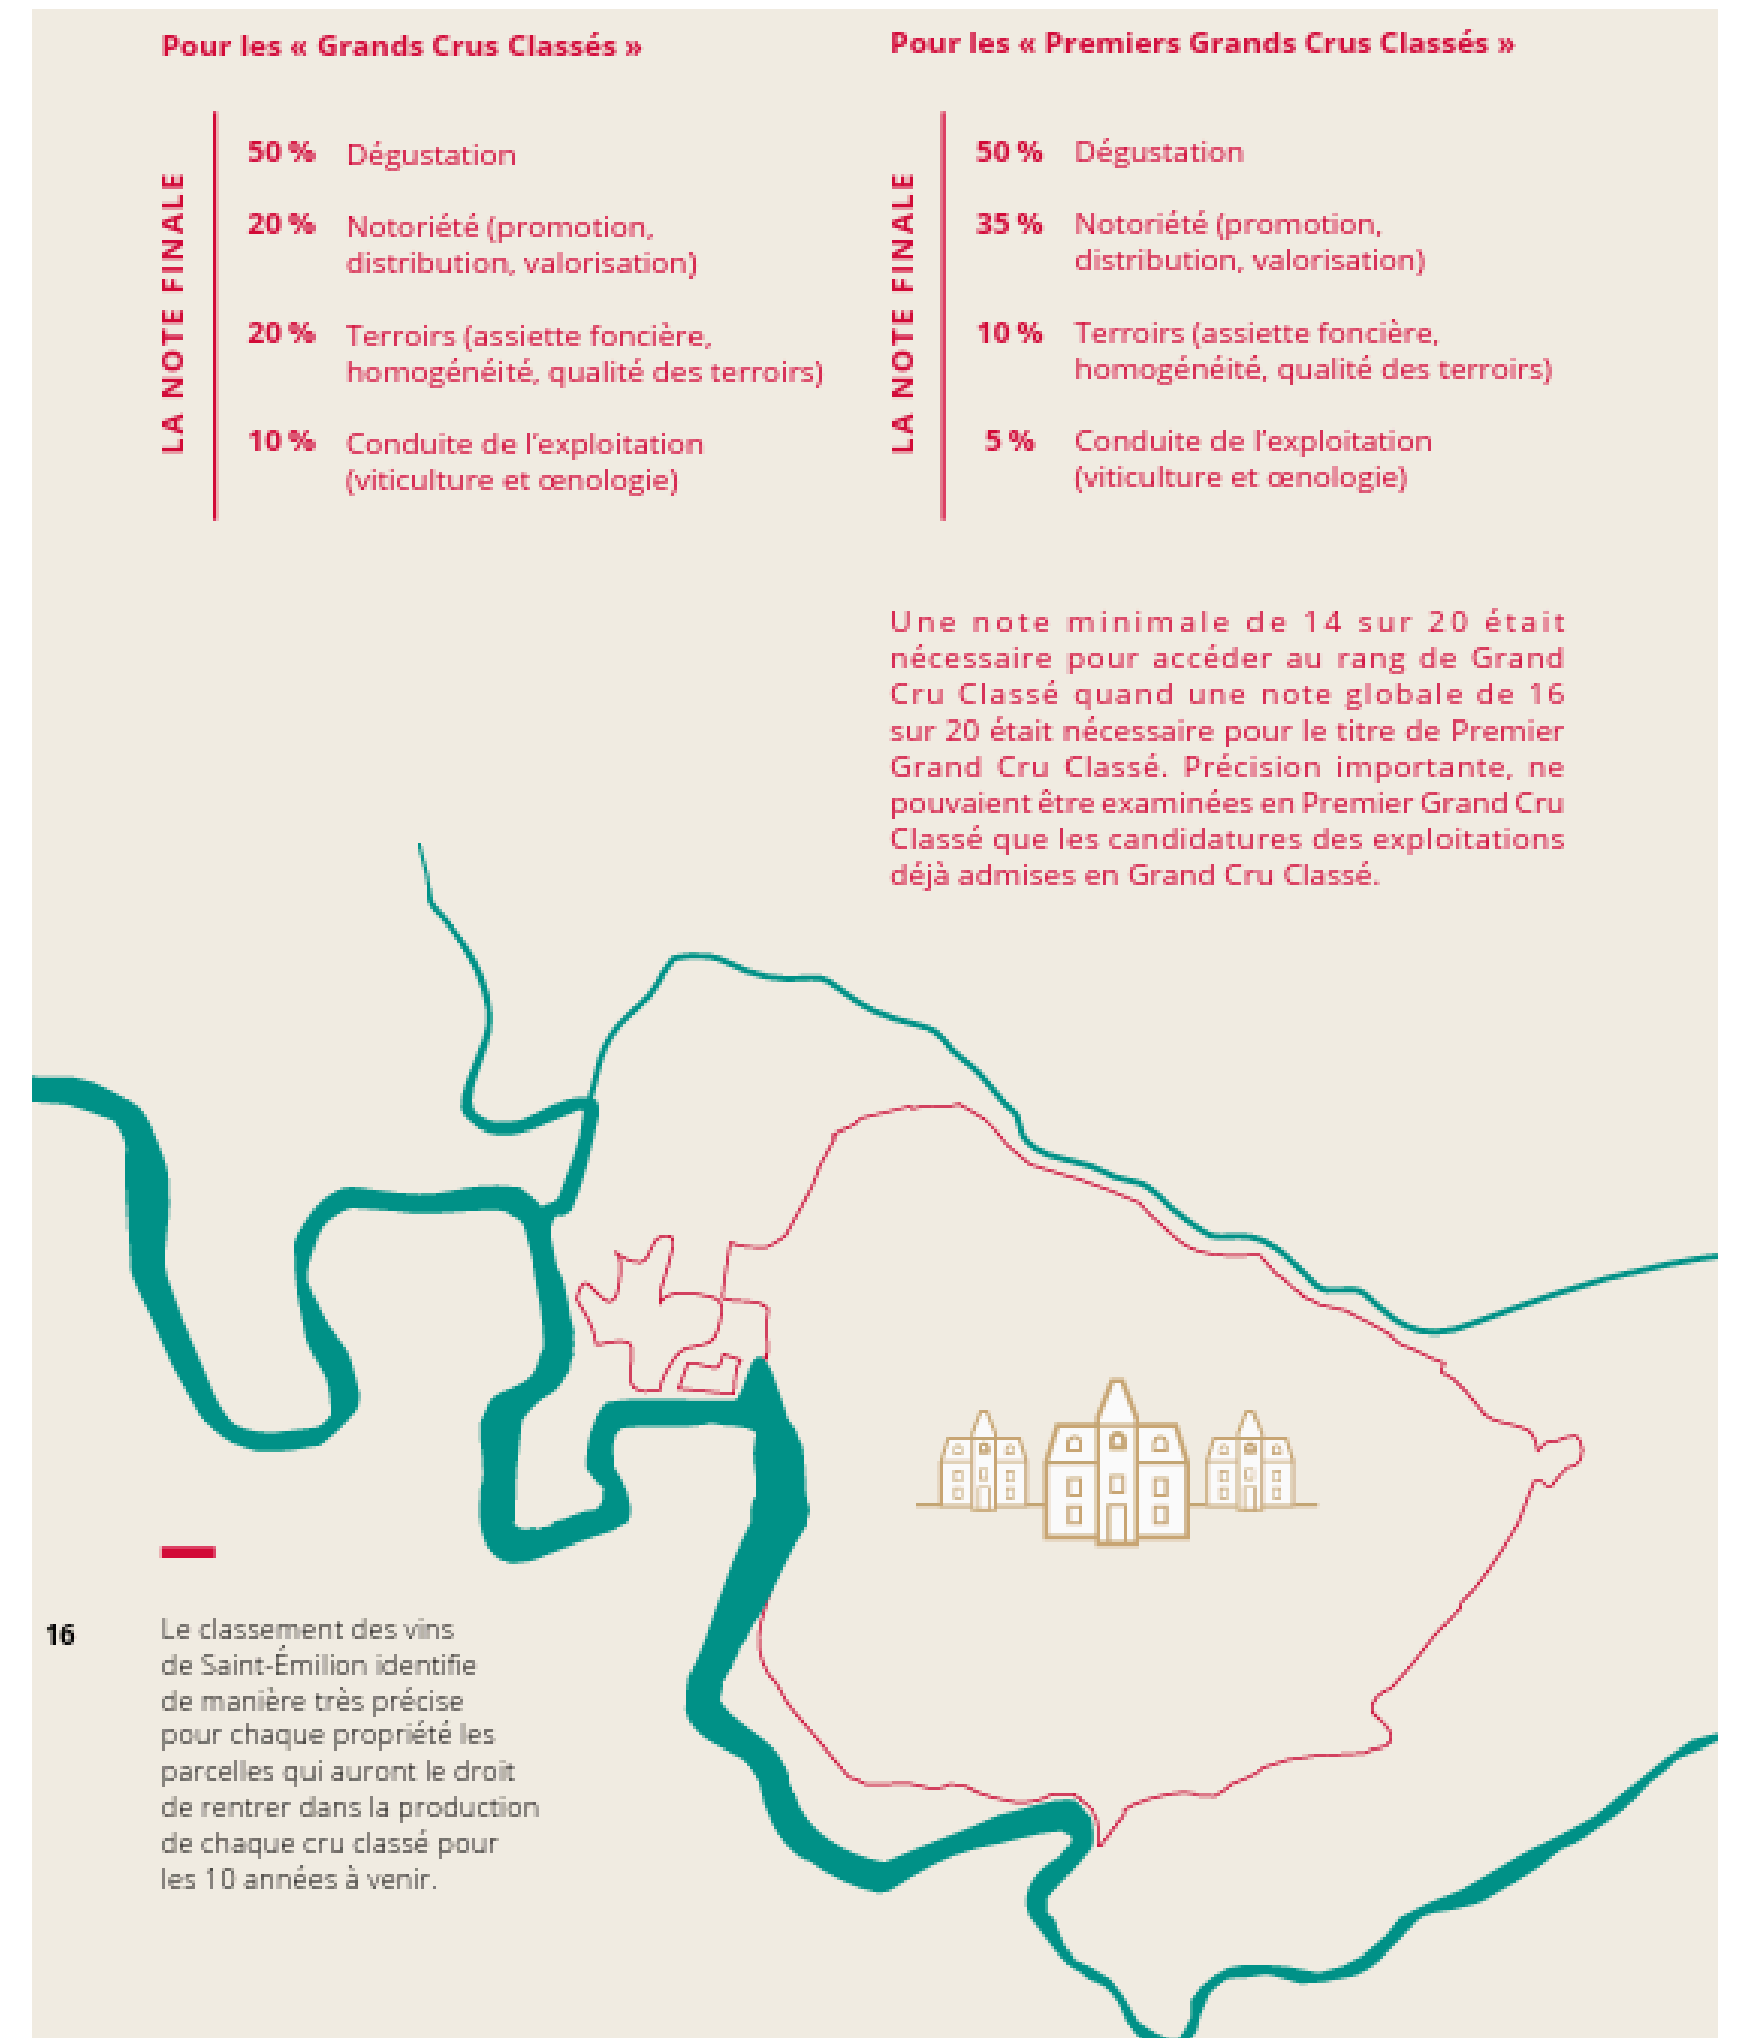 Pour les « Grands Crus Classés »
LA NOTE FINALE
50 % Dégustation
20 % Notoriété (promotion,
distribution, valorisation)
20 % Terroirs (assiette foncière,
homogénéité, qualité des terroirs)
10 % Conduite de l'exploitation
(viticulture et œnologie)
Pour les « Premiers Grands Crus Classés »
LA NOTE FINALE
50 % Dégustation
35 % Notoriété (promotion,
distribution, valorisation)
10 % Terroirs (assiette foncière,
homogénéité, qualité des terroirs)
5 % Conduite de l'exploitation
(viticulture et œnologie)
Une note minimale de 14 sur 20 était
nécessaire pour accéder au rang de Grand
Cru Classé quand une note globale de 16
sur 20 était nécessaire pour le titre de Premier
Grand Cru Classé. Précision importante, ne
pouvaient être examinées en Premier Grand Cru
Classé que les candidatures des exploitations
déjà admises en Grand Cru Classé.
16
Le classement des vins
de Saint-Émilion identifie
de manière très précise
pour chaque propriété les
parcelles qui auront le droit
de rentrer dans la production
de chaque cru classé pour
les 10 années à venir.